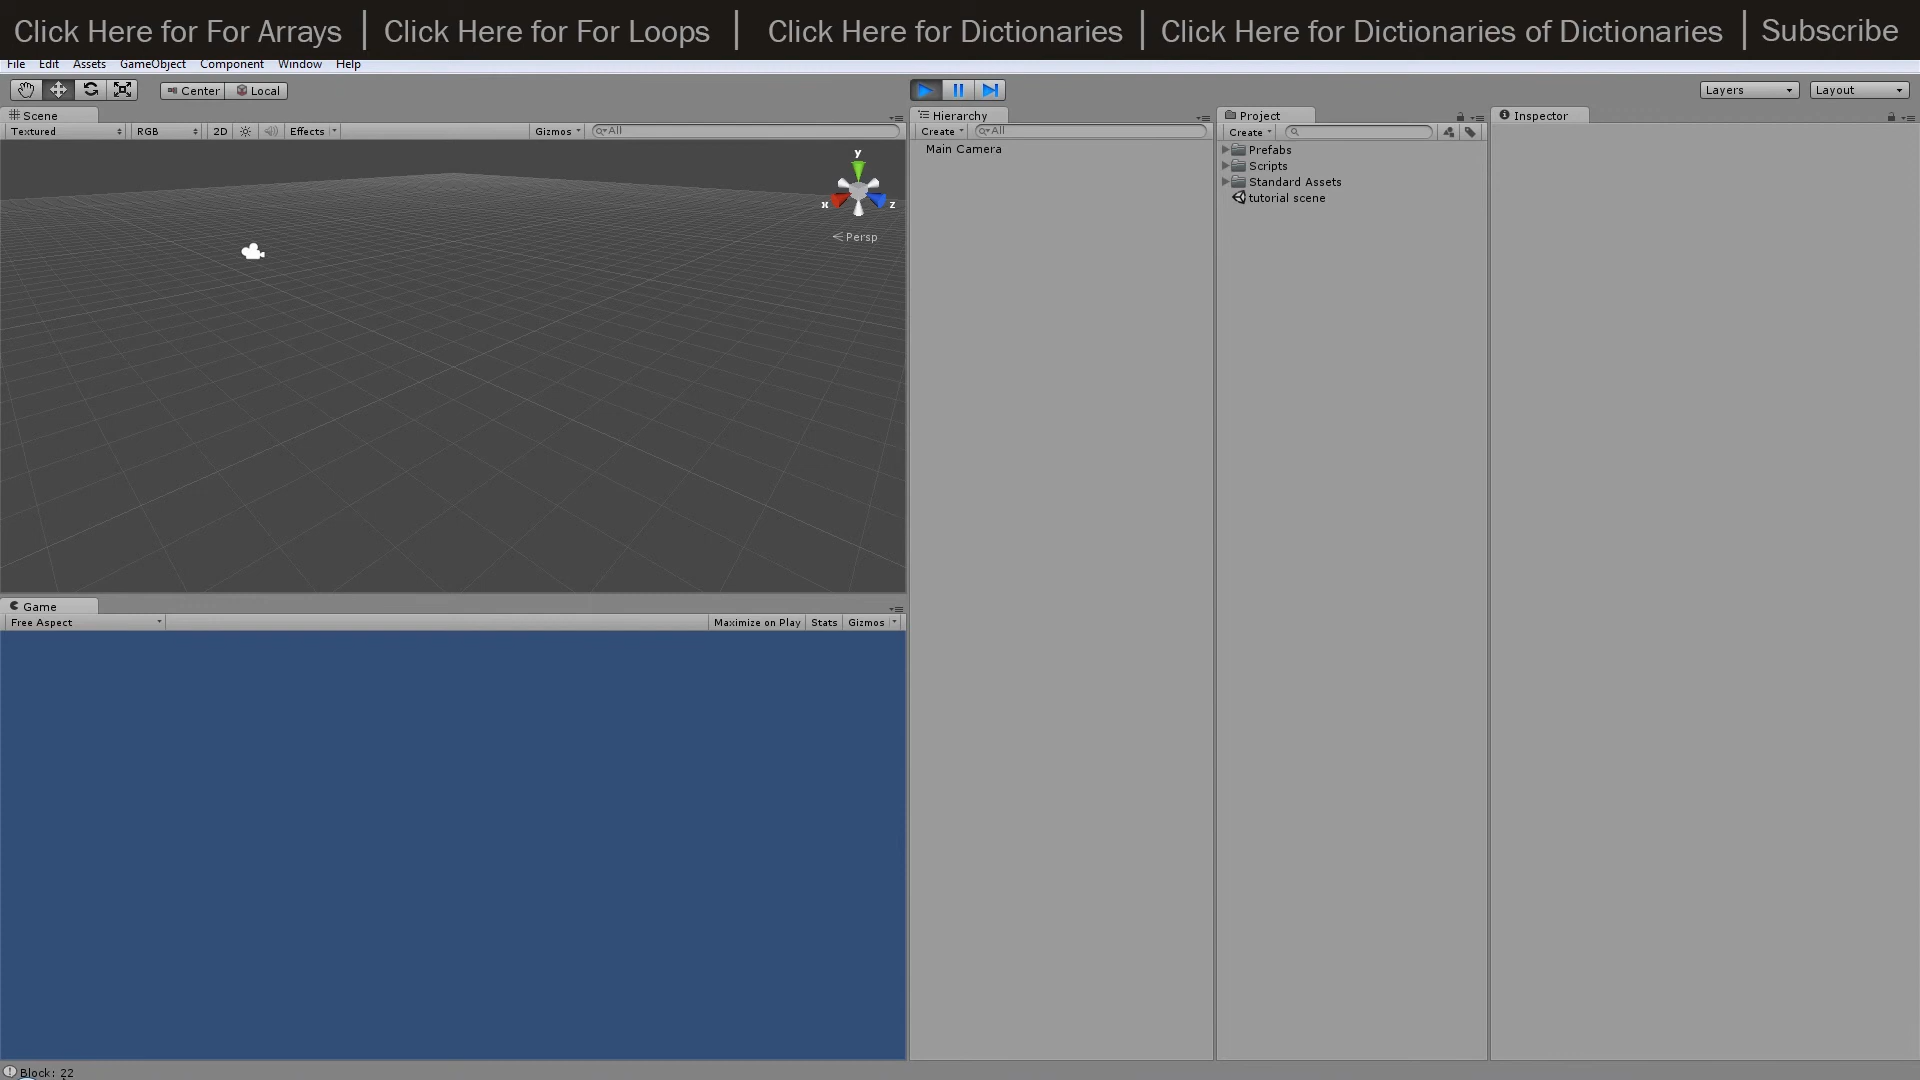 Click Here for For Arrays | Click Here for For Loops | Click Here for Dictionaries | Click Here for Dictionaries of Dictionaries | Subscribe
File Edit Assets GameObject Component Window Help
Center Local
Layers Layout
Scene
Textured RGB 2D Effects Gizmos All
y
x z
Persp
Hierarchy
Create All
Main Camera
Project
Create
Prefabs
Scripts
Standard Assets
tutorial scene
Inspector
Game
Free Aspect Maximize on Play Stats Gizmos
Block: 22